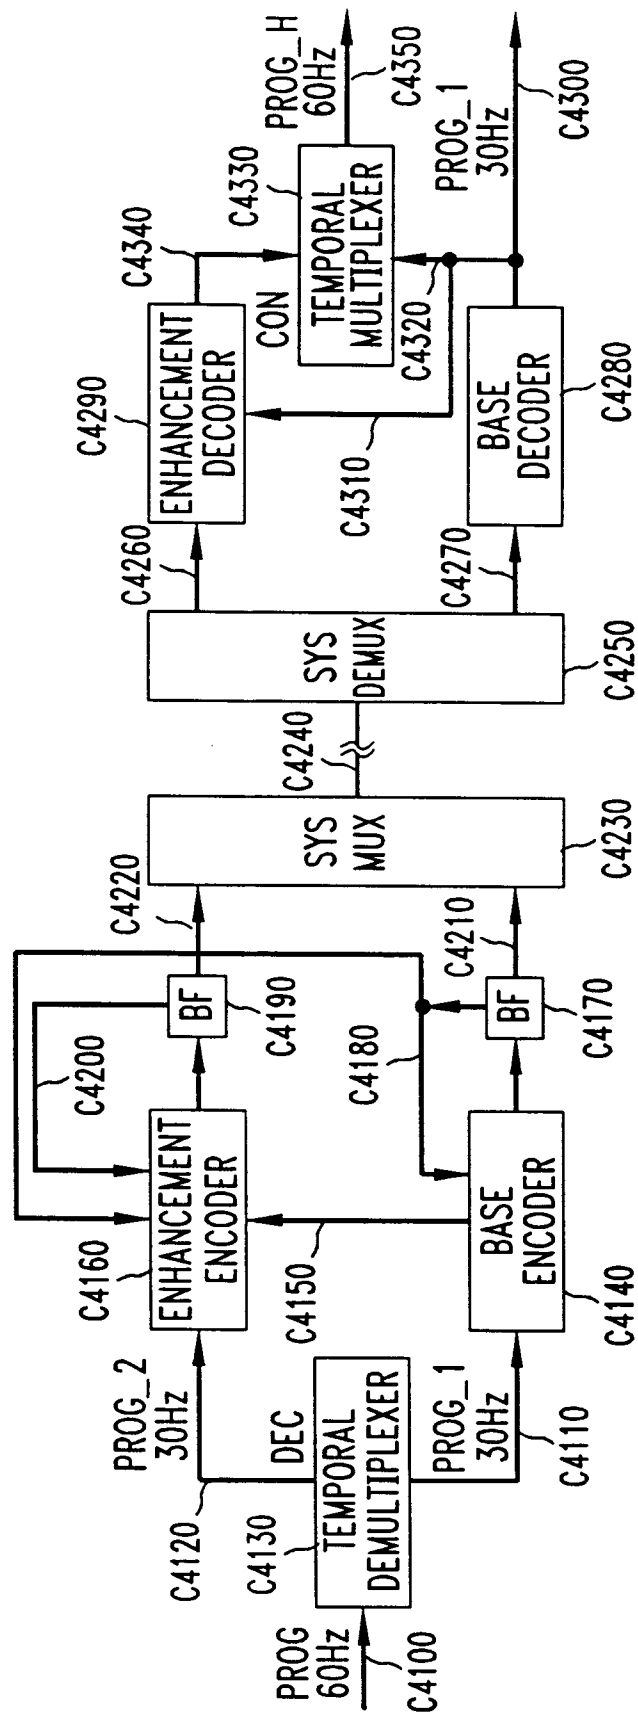 PROG
60Hz
C4100
TEMPORAL
DEMULTIPLEXER
C4130
DEC
C4120
PROG_2
30Hz
PROG_1
30Hz
C4110
C4160
ENHANCEMENT
ENCODER
C4150
BASE
ENCODER
C4140
C4200
C4180
BF
C4190
BF
C4170
C4220
C4210
SYS
MUX
C4230
C4240
SYS
DEMUX
C4250
C4260
C4270
C4290
ENHANCEMENT
DECODER
C4310
BASE
DECODER
C4280
C4340
CON
C4320
TEMPORAL
MULTIPLEXER
C4330
PROG_H
60Hz
C4350
PROG_1
30Hz
C4300